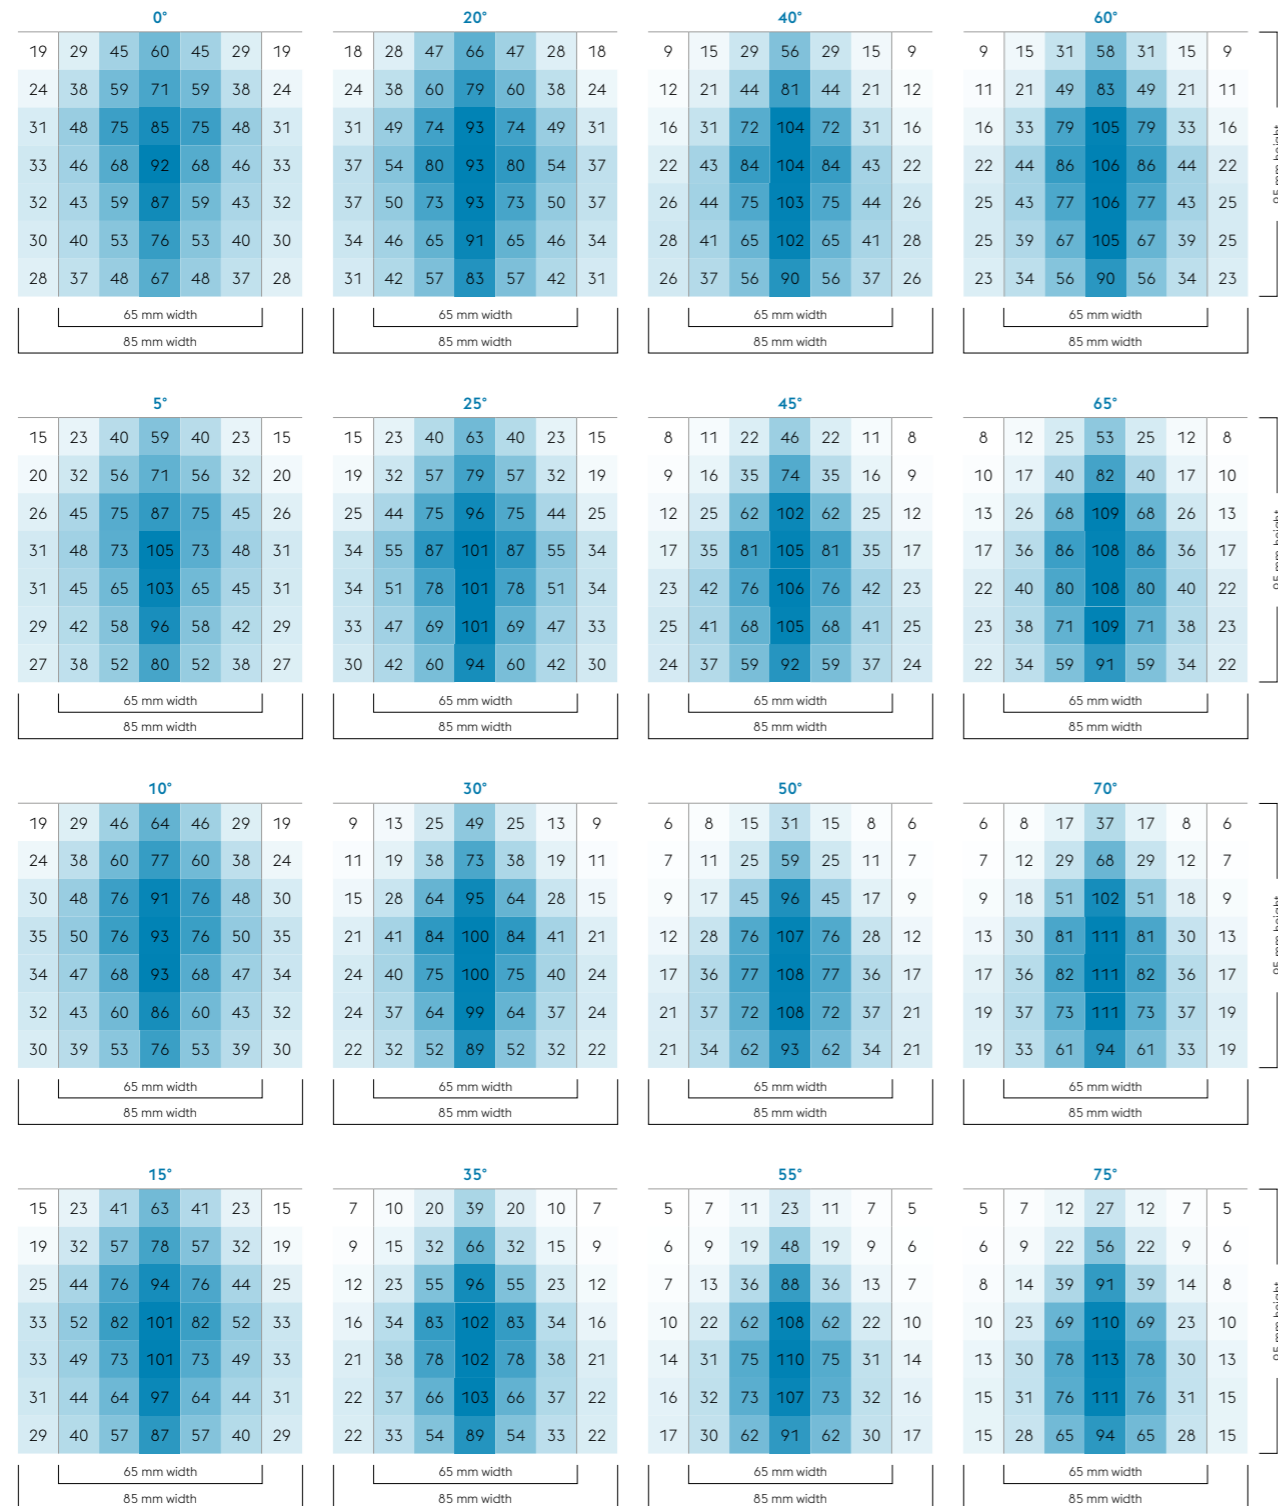 0° 20° 40° 60°
19 29 45 60 45 29 19 18 28 47 66 47 28 18 9 15 29 56 29 15 9 9 15 31 58 31 15 9
24 38 59 71 59 38 24 24 38 60 79 60 38 24 12 21 44 81 44 21 12 11 21 49 83 49 21 11
31 48 75 85 75 48 31 31 49 74 93 74 49 31 16 31 72 104 72 31 16 16 33 79 105 79 33 16
33 46 68 92 68 46 33 37 54 80 93 80 54 37 22 43 84 104 84 43 22 22 44 86 106 86 44 22
32 43 59 87 59 43 32 37 50 73 93 73 50 37 26 44 75 103 75 44 26 25 43 77 106 77 43 25
30 40 53 76 53 40 30 34 46 65 91 65 46 34 28 41 65 102 65 41 28 25 39 67 105 67 39 25
28 37 48 67 48 37 28 31 42 57 83 57 42 31 26 37 56 90 56 37 26 23 34 56 90 56 34 23
95 mm height
65 mm width 65 mm width 65 mm width 65 mm width
85 mm width 85 mm width 85 mm width 85 mm width
5° 25° 45° 65°
15 23 40 59 40 23 15 15 23 40 63 40 23 15 8 11 22 46 22 11 8 8 12 25 53 25 12 8
20 32 56 71 56 32 20 19 32 57 79 57 32 19 9 16 35 74 35 16 9 10 17 40 82 40 17 10
26 45 75 87 75 45 26 25 44 75 96 75 44 25 12 25 62 102 62 25 12 13 26 68 109 68 26 13
31 48 73 105 73 48 31 34 55 87 101 87 55 34 17 35 81 105 81 35 17 17 36 86 108 86 36 17
31 45 65 103 65 45 31 34 51 78 101 78 51 34 23 42 76 106 76 42 23 22 40 80 108 80 40 22
29 42 58 96 58 42 29 33 47 69 101 69 47 33 25 41 68 105 68 41 25 23 38 71 109 71 38 23
27 38 52 80 52 38 27 30 42 60 94 60 42 30 24 37 59 92 59 37 24 22 34 59 91 59 34 22
95 mm height
65 mm width 65 mm width 65 mm width 65 mm width
85 mm width 85 mm width 85 mm width 85 mm width
10° 30° 50° 70°
19 29 46 64 46 29 19 9 13 25 49 25 13 9 6 8 15 31 15 8 6 6 8 17 37 17 8 6
24 38 60 77 60 38 24 11 19 38 73 38 19 11 7 11 25 59 25 11 7 7 12 29 68 29 12 7
30 48 76 91 76 48 30 15 28 64 95 64 28 15 9 17 45 96 45 17 9 9 18 51 102 51 18 9
35 50 76 93 76 50 35 21 41 84 100 84 41 21 12 28 76 107 76 28 12 13 30 81 111 81 30 13
34 47 68 93 68 47 34 24 40 75 100 75 40 24 17 36 77 108 77 36 17 17 36 82 111 82 36 17
32 43 60 86 60 43 32 24 37 64 99 64 37 24 21 37 72 108 72 37 21 19 37 73 111 73 37 19
30 39 53 76 53 39 30 22 32 52 89 52 32 22 21 34 62 93 62 34 21 19 33 61 94 61 33 19
95 mm height
65 mm width 65 mm width 65 mm width 65 mm width
85 mm width 85 mm width 85 mm width 85 mm width
15° 35° 55° 75°
15 23 41 63 41 23 15 7 10 20 39 20 10 7 5 7 11 23 11 7 5 5 7 12 27 12 7 5
19 32 57 78 57 32 19 9 15 32 66 32 15 9 6 9 19 48 19 9 6 6 9 22 56 22 9 6
25 44 76 94 76 44 25 12 23 55 96 55 23 12 7 13 36 88 36 13 7 8 14 39 91 39 14 8
33 52 82 101 82 52 33 16 34 83 102 83 34 16 10 22 62 108 62 22 10 10 23 69 110 69 23 10
33 49 73 101 73 49 33 21 38 78 102 78 38 21 14 31 75 110 75 31 14 13 30 78 113 78 30 13
31 44 64 97 64 44 31 22 37 66 103 66 37 22 16 32 73 107 73 32 16 15 31 76 111 76 31 15
29 40 57 87 57 40 29 22 33 54 89 54 33 22 17 30 62 91 62 30 17 15 28 65 94 65 28 15
95 mm height
65 mm width 65 mm width 65 mm width 65 mm width
85 mm width 85 mm width 85 mm width 85 mm width